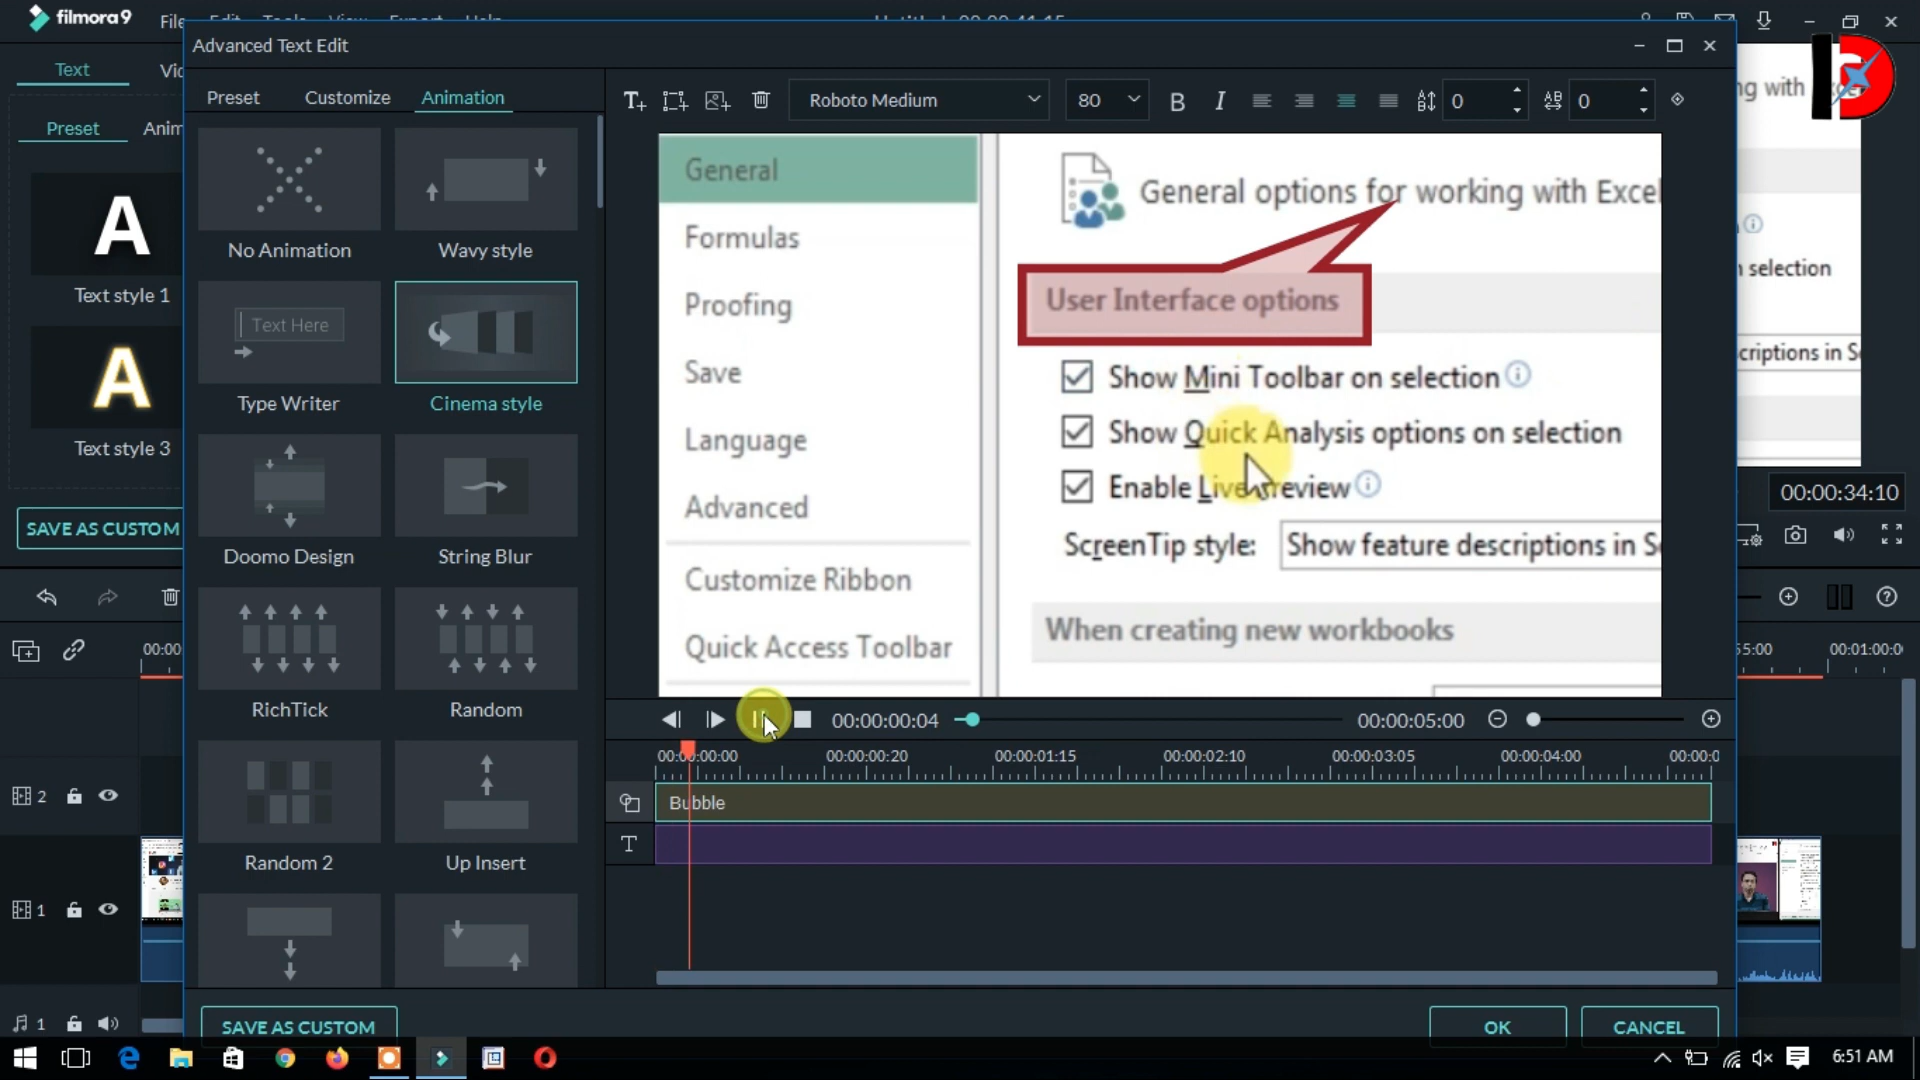 filmora9
File Edit Tools View Export Help
Advanced Text Edit
Text
Preset
Text style 1
Text style 3
SAVE AS CUSTOM
Preset Customize Animation
No Animation
Wavy style
Text Here
Type Writer
Cinema style
Doomo Design
String Blur
RichTick
Random
Random 2
Up Insert
SAVE AS CUSTOM
Roboto Medium
80
B I
0
0
General
Formulas
Proofing
Save
Language
Advanced
Customize Ribbon
Quick Access Toolbar
General options for working with Excel
User Interface options
Show Mini Toolbar on selection
Show Quick Analysis options on selection
Enable Live Preview
ScreenTip style:
Show feature descriptions in
When creating new workbooks
00:00:00:04
00:00:05:00
00:00:00:00
00:00:00:20
00:00:01:15
00:00:02:10
00:00:03:05
00:00:04:00
Bubble
T
OK
CANCEL
ng with
selection
criptions in
00:00:34:10
2
1
1
6:51 AM